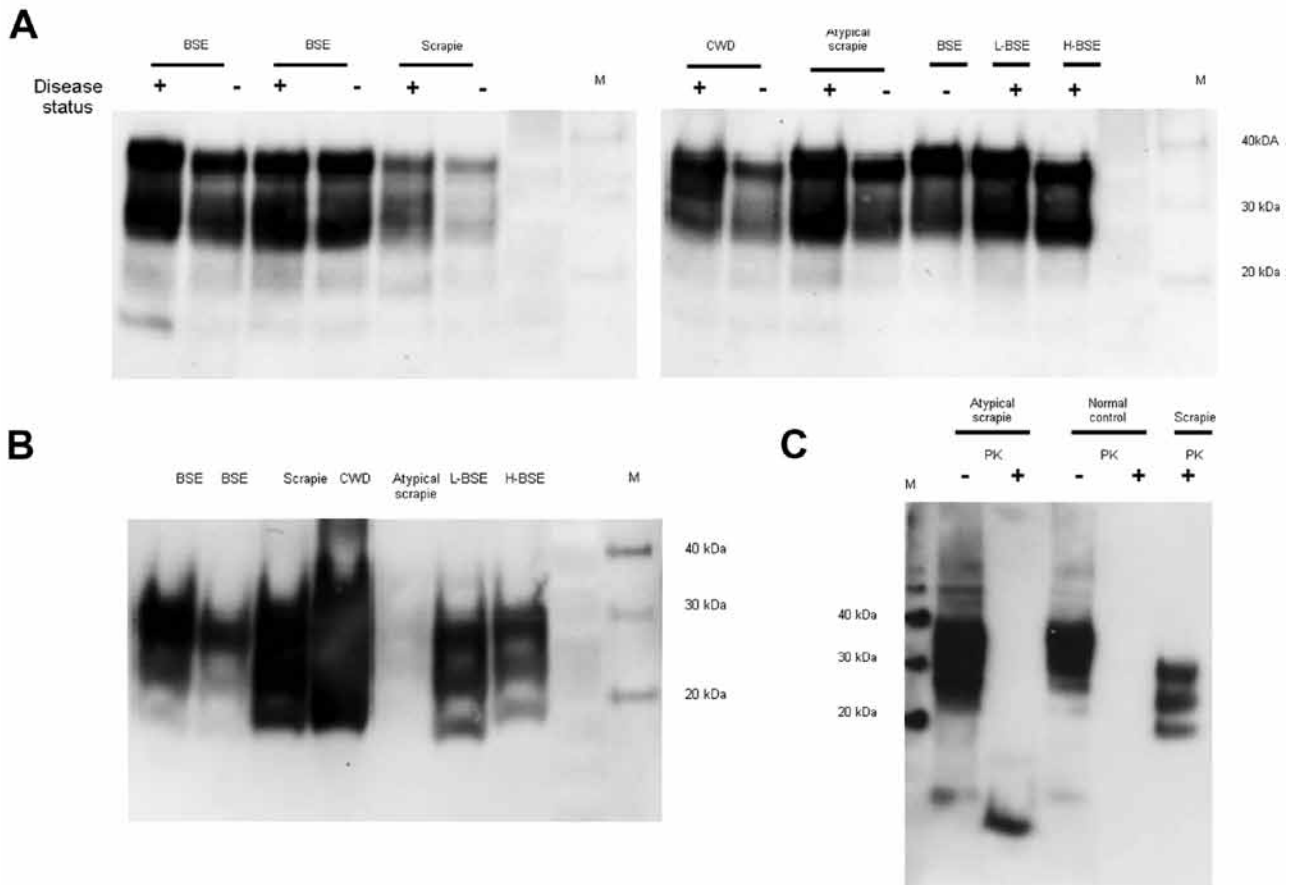 A
BSE BSE Scrapie
Disease status + - + - + - M
CWD Atypical scrapie BSE L-BSE H-BSE
+ - + - - + + M
40kDA
30 kDa
20 kDa
B
BSE BSE Scrapie CWD Atypical scrapie L-BSE H-BSE M
40 kDa
30 kDa
20 kDa
C
Atypical scrapie Normal control Scrapie
PK PK PK
M - + - + +
40 kDa
30 kDa
20 kDa